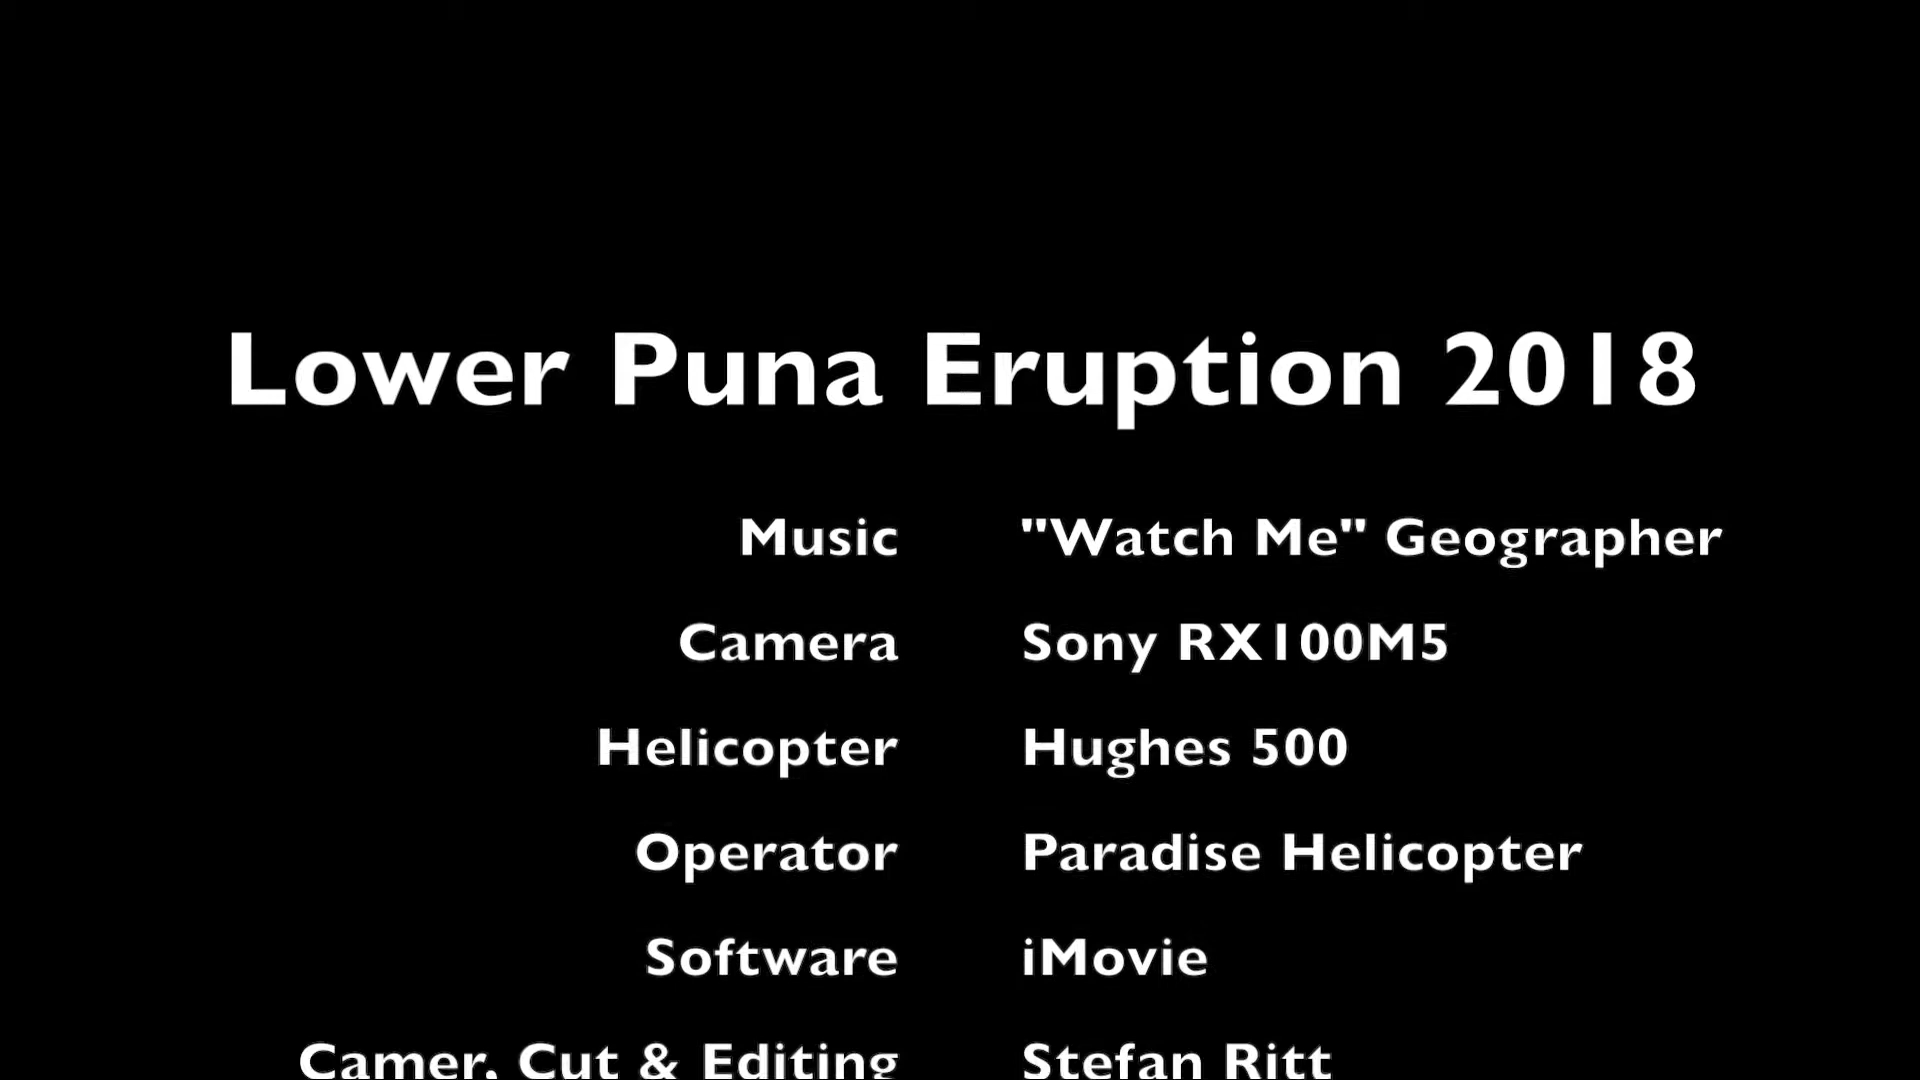 Lower Puna Eruption 2018
Music "Watch Me" Geographer
Camera Sony RX100M5
Helicopter Hughes 500
Operator Paradise Helicopter
Software iMovie
Camer, Cut & Editing Stefan Ritt